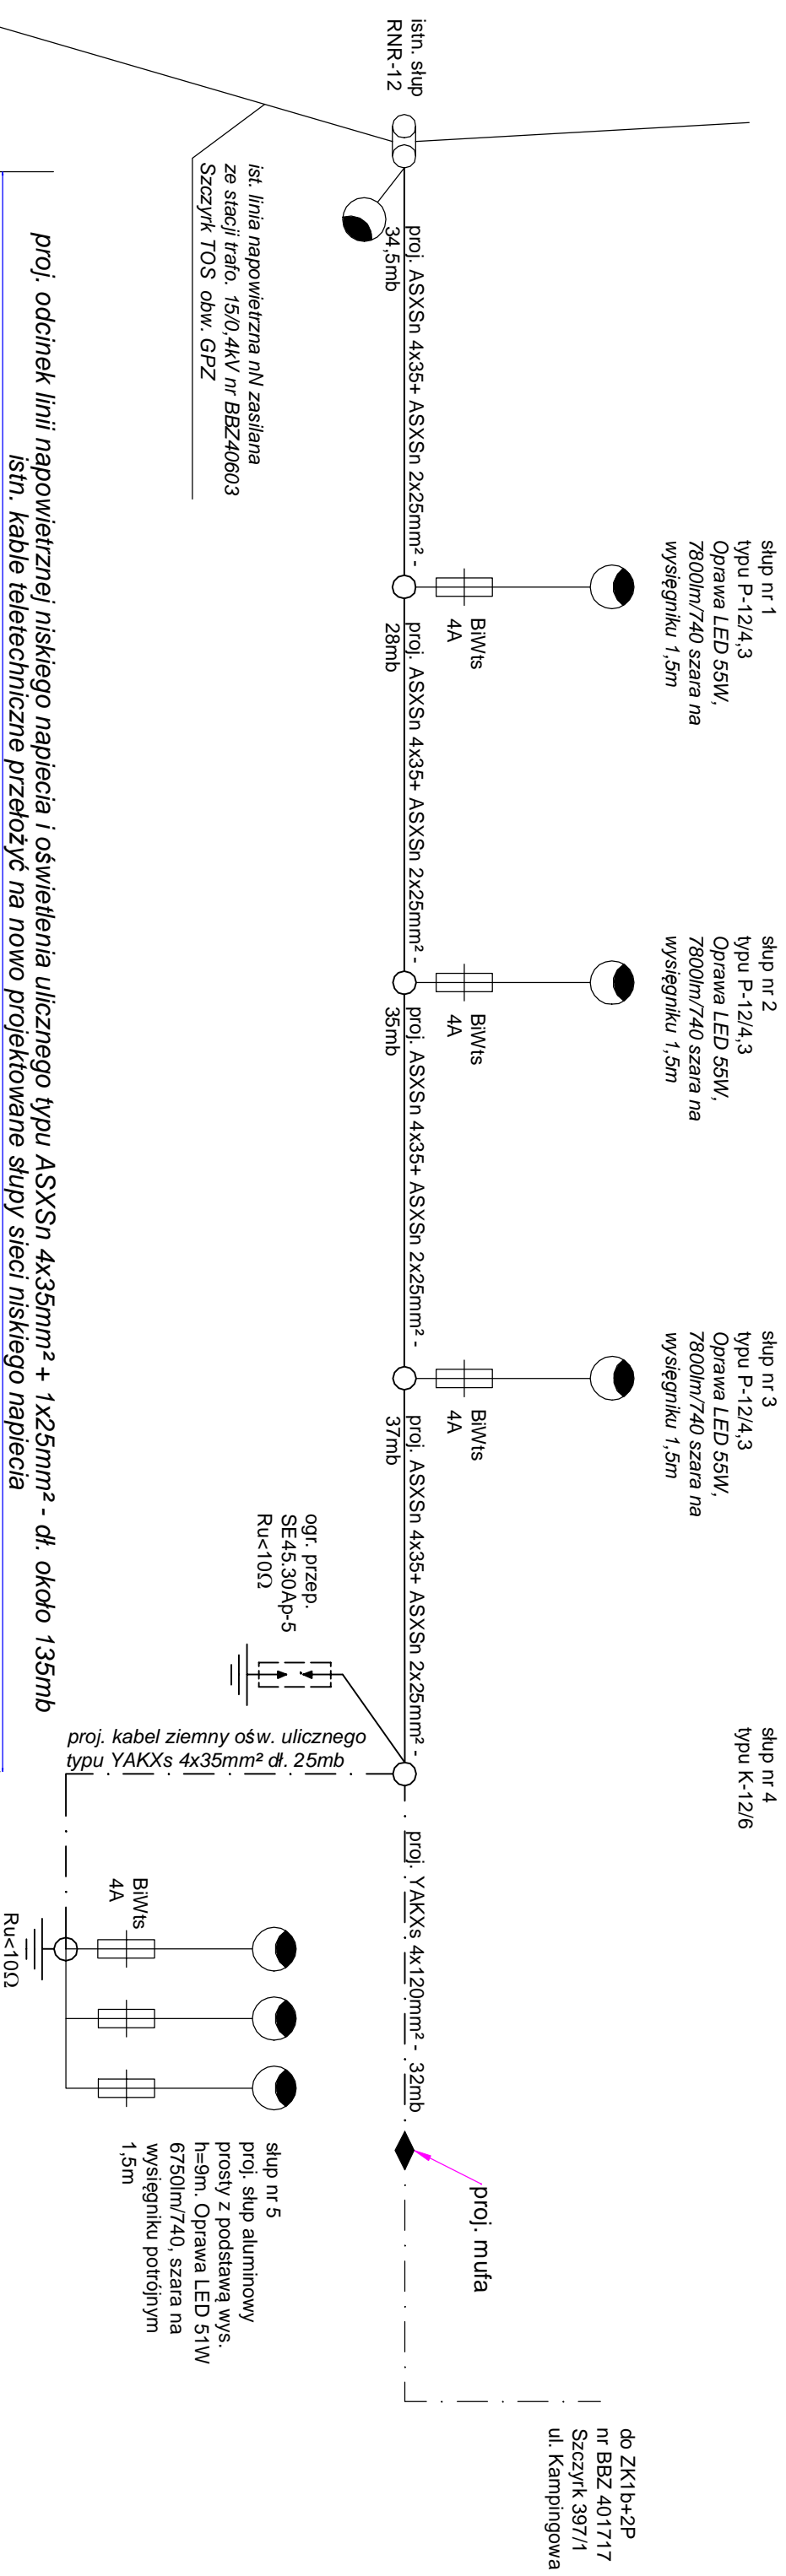 istn. słup
RNR-12
ist. linia napowietrzna nN zasilana
ze stacji trafo. 15/0,4kV nr BBZ40603
Szczyrk TOS obw. GPZ
proj. ASXSn 4x35+ ASXSn 2x25mm² -
34,5mb
słup nr 1
typu P-12/4,3
Oprawa LED 55W,
7800lm/740 szara na
wysięgniku 1,5m
BiWts
4A
proj. ASXSn 4x35+ ASXSn 2x25mm² -
28mb
słup nr 2
typu P-12/4,3
Oprawa LED 55W,
7800lm/740 szara na
wysięgniku 1,5m
BiWts
4A
proj. ASXSn 4x35+ ASXSn 2x25mm² -
35mb
słup nr 3
typu P-12/4,3
Oprawa LED 55W,
7800lm/740 szara na
wysięgniku 1,5m
BiWts
4A
proj. ASXSn 4x35+ ASXSn 2x25mm² -
37mb
słup nr 4
typu K-12/6
ogr. przep.
SE45.30Ap-5
Ru<10Ω
proj. kabel ziemny ośw. ulicznego
typu YAKXs 4x35mm² dł. 25mb
proj. YAKXs 4x120mm² - 32mb
proj. mufa
do ZK1b+2P
nr BBZ 401717
Szczyrk 397/1
ul. Kampingowa
BiWts
4A
Ru<10Ω
słup nr 5
proj. słup aluminowy
prosty z podstawą wys.
h=9m. Oprawa LED 51W
6750lm/740, szara na
wysięgniku potrójnym
1,5m
proj. odcinek linii napowietrznej niskiego napiecia i oświetlenia ulicznego typu ASXSn 4x35mm² + 1x25mm² - dł. około 135mb
istn. kable teletechniczne przełożyć na nowo projektowane słupy sieci niskiego napiecia